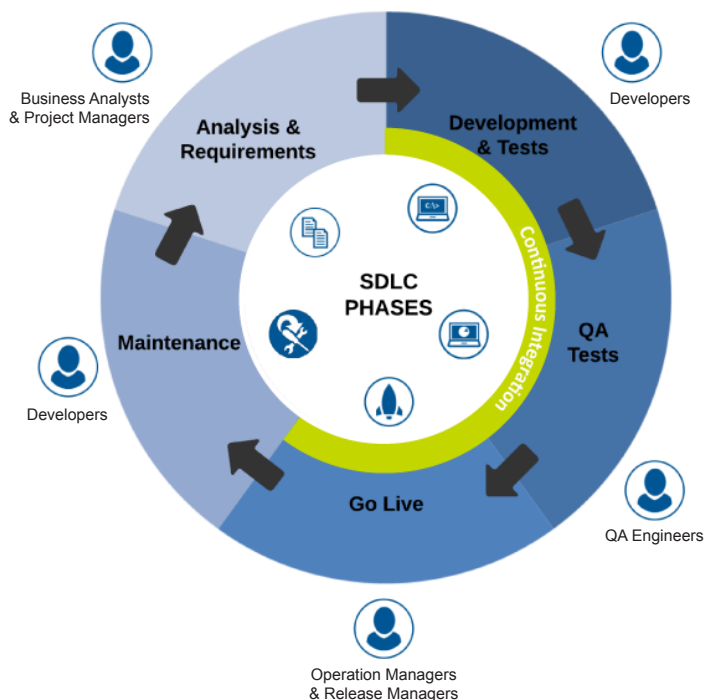 Business Analysts
& Project Managers
Developers
Analysis &
Requirements
Development
& Tests
C:\>
Continuous Integration
SDLC
PHASES
Maintenance
QA
Tests
Developers
Go Live
QA Engineers
Operation Managers
& Release Managers